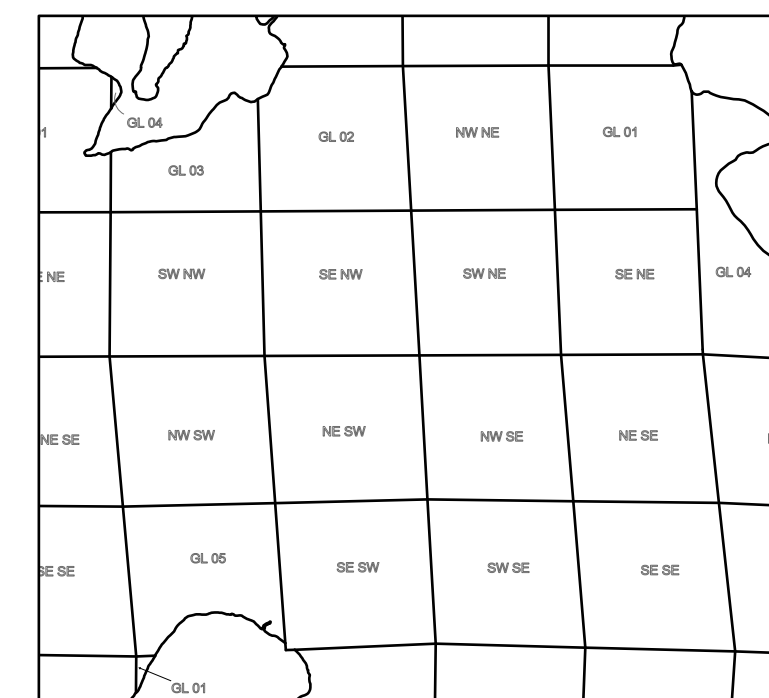 GL 04
GL 02
NW NE
GL 01
GL 03
NE
SW NW
SE NW
SW NE
SE NE
GL 04
NE SE
NW SW
NE SW
NW SE
NE SE
SE SE
GL 05
SE SW
SW SE
SE SE
GL 01